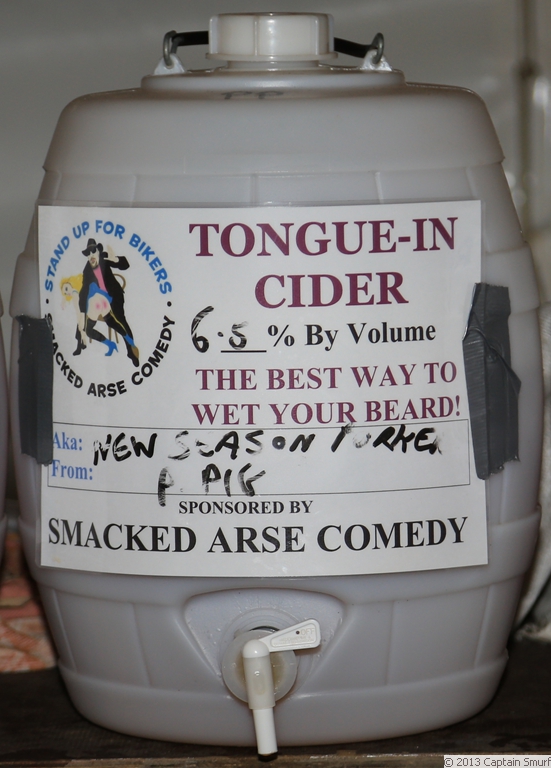 PP
STAND UP FOR BIKERS
SMACKED ARSE COMEDY
TONGUE-IN
CIDER
6.5 % By Volume
THE BEST WAY TO
WET YOUR BEARD!
Aka: NEW SEASON
From: P. PIG
SPONSORED BY
SMACKED ARSE COMEDY
© 2013 Captain Smurf